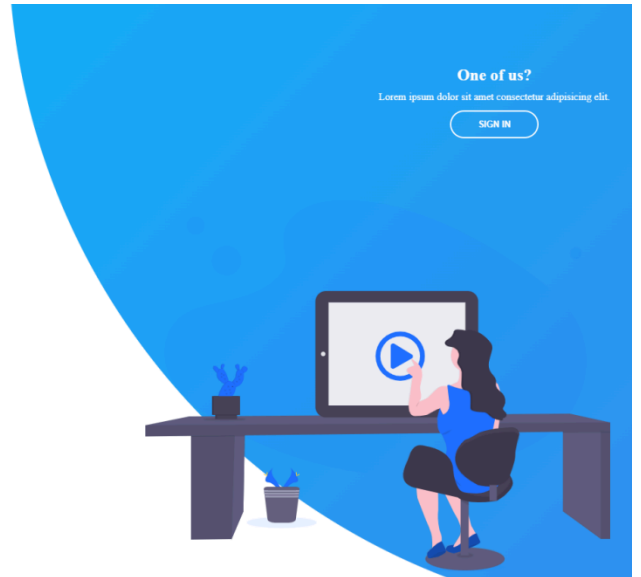 One of us?
Lorem ipsum dolor sit amet consectetur adipisicing elit.
SIGN IN